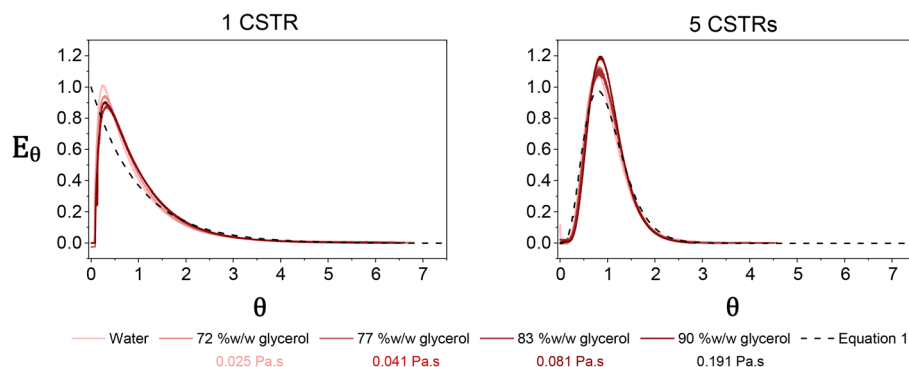 1 CSTR
5 CSTRs
1.2
1.0
0.8
0.6
0.4
0.2
0.0
Eθ
0 1 2 3 4 5 6 7
θ
1.2
1.0
0.8
0.6
0.4
0.2
0.0
0 1 2 3 4 5 6 7
θ
Water 72 %w/w glycerol 77 %w/w glycerol 83 %w/w glycerol 90 %w/w glycerol Equation 1
0.025 Pa.s 0.041 Pa.s 0.081 Pa.s 0.191 Pa.s